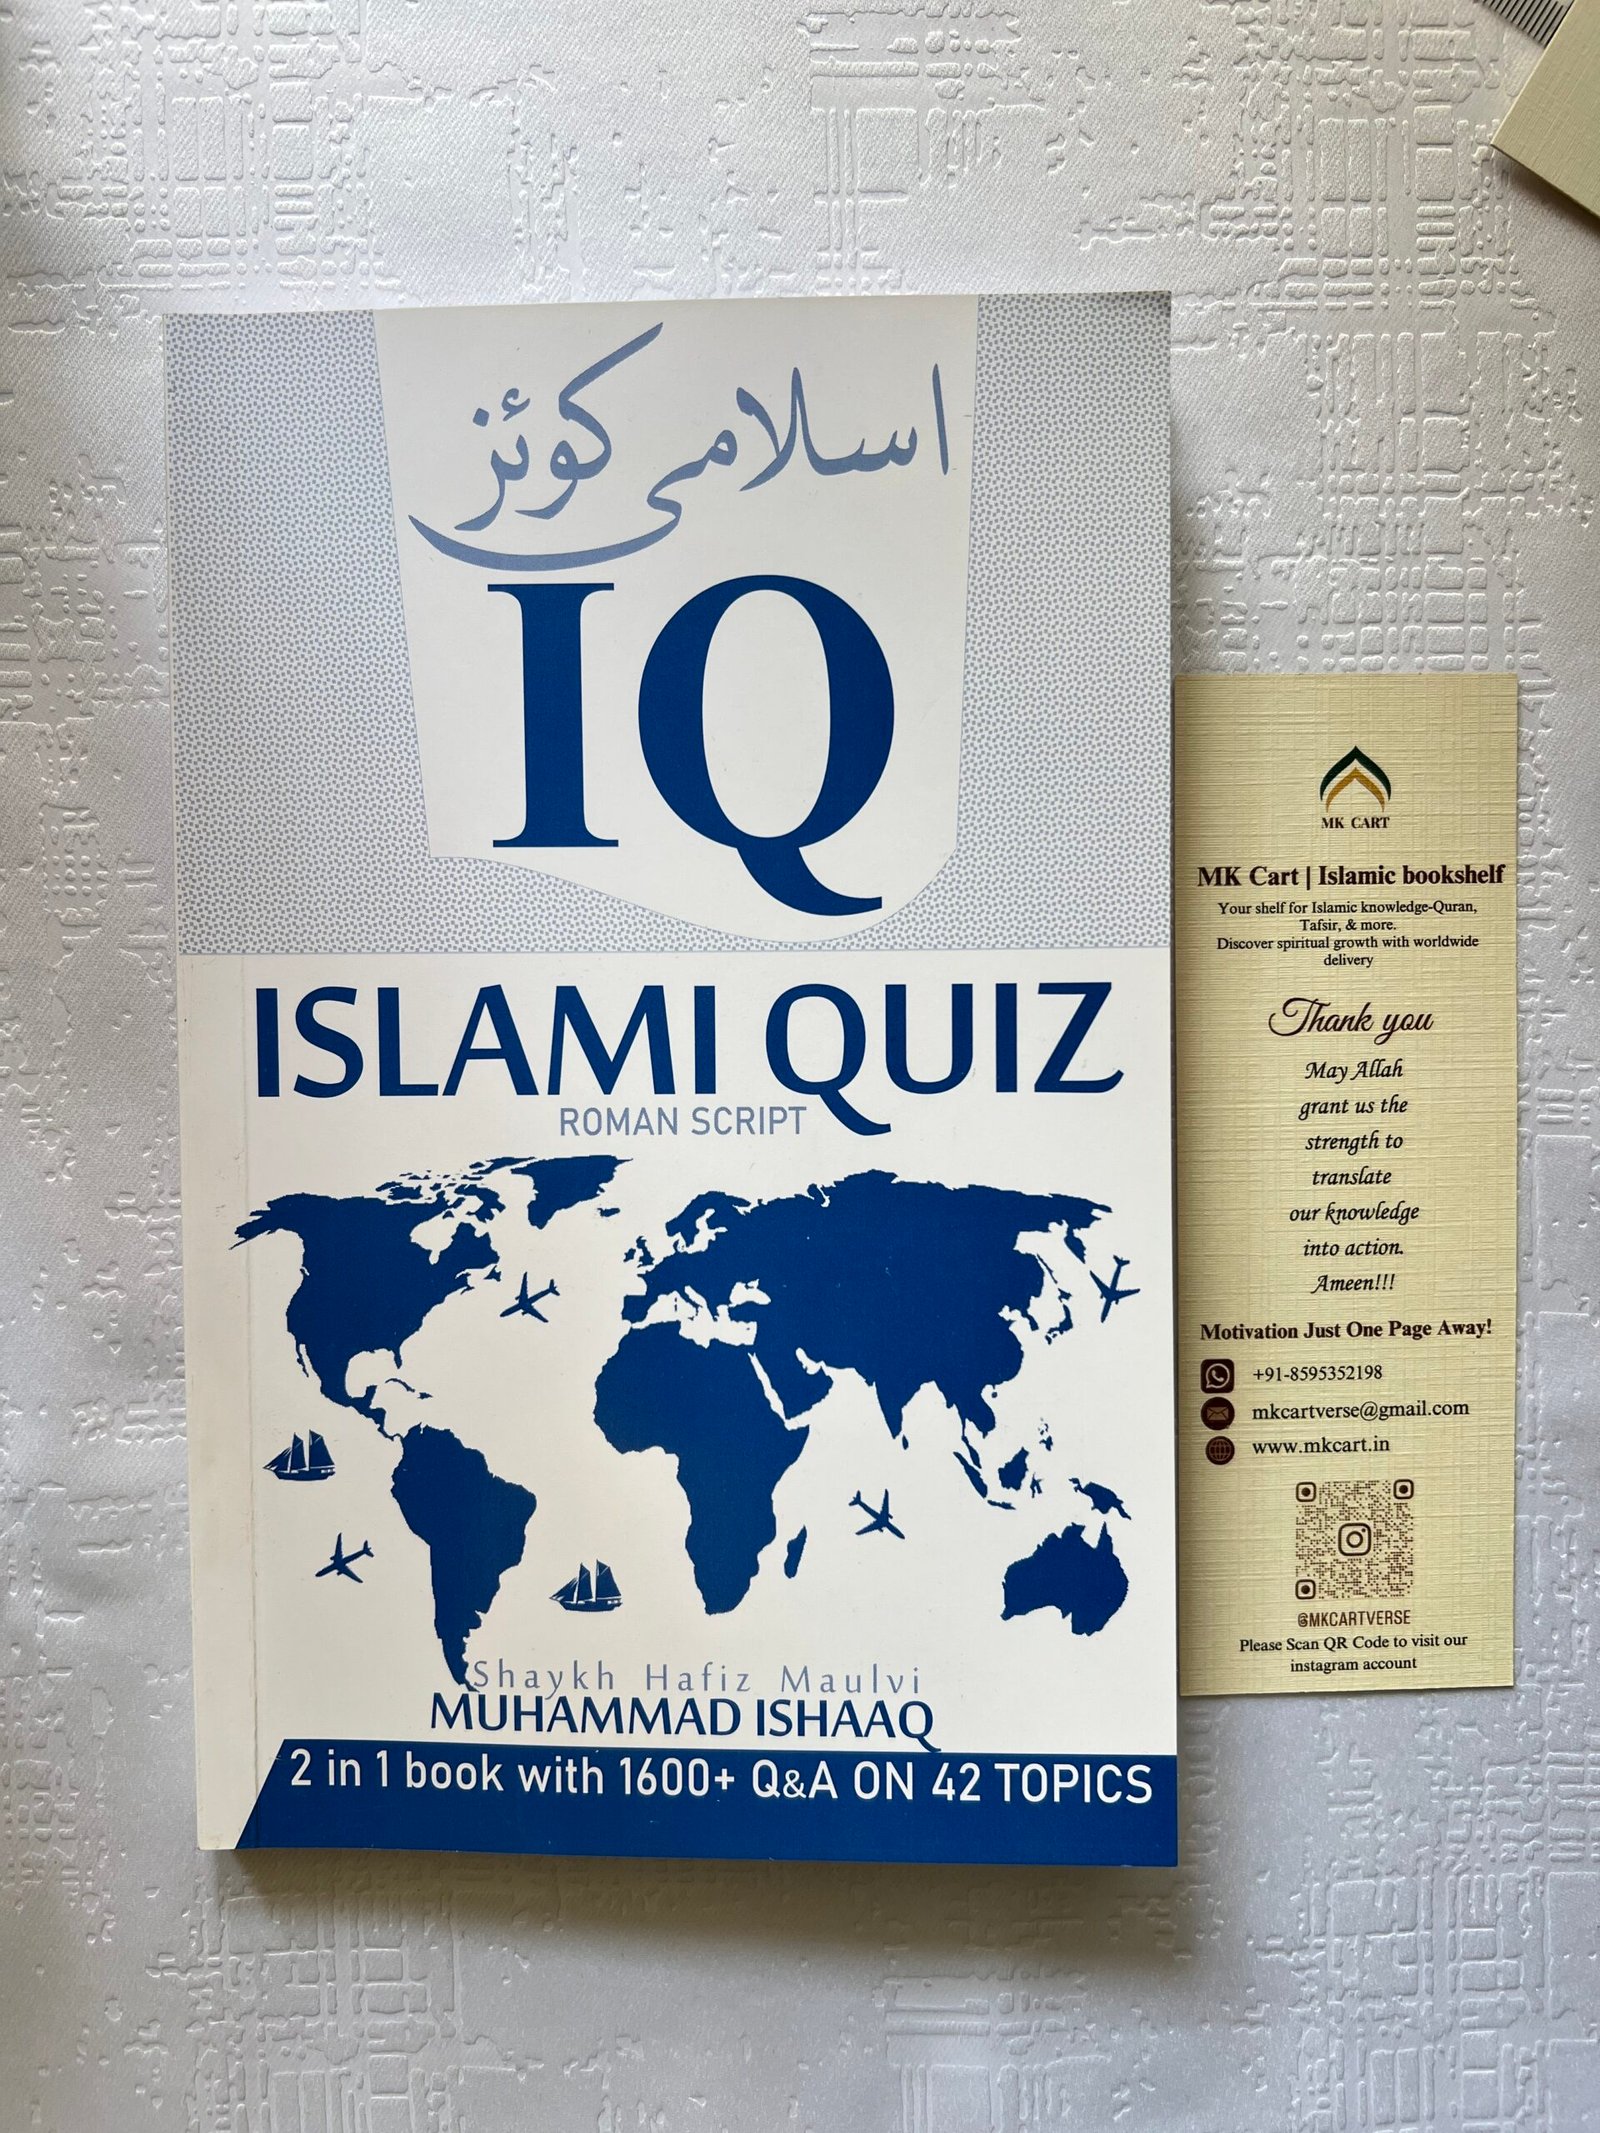 اسلامی کوئز
IQ
ISLAMI QUIZ
ROMAN SCRIPT
Shaykh Hafiz Maulvi
MUHAMMAD ISHAAQ
2 in 1 book with 1600+ Q&A ON 42 TOPICS
MK CART
MK Cart | Islamic bookshelf
Your shelf for Islamic knowledge-Quran,
Tafsir, & more.
Discover spiritual growth with worldwide
delivery
Thank you
May Allah
grant us the
strength to
translate
our knowledge
into action.
Ameen!!!
Motivation Just One Page Away!
+91-8595352198
mkcartverse@gmail.com
www.mkcart.in
@MKCARTVERSE
Please Scan QR Code to visit our
instagram account